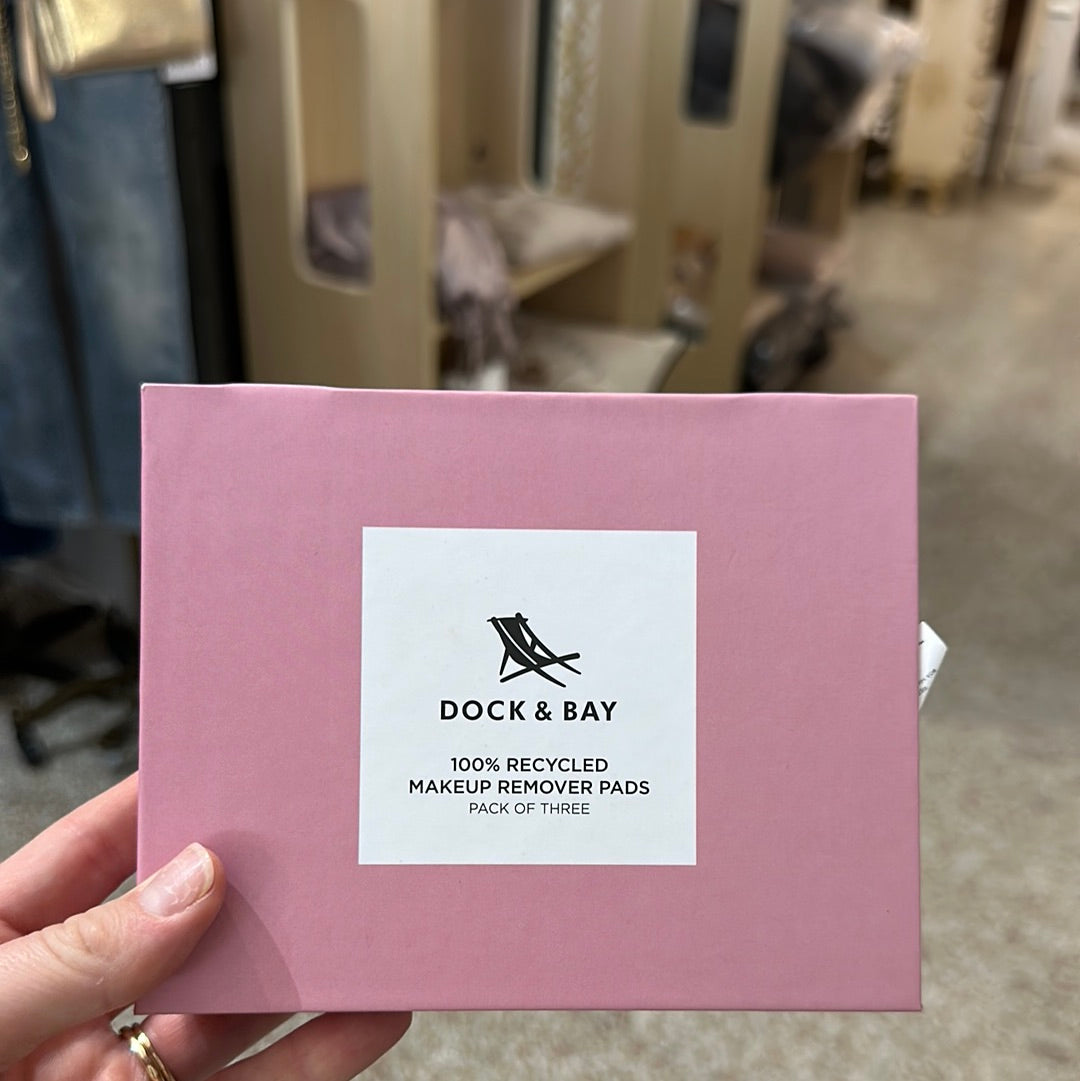 DOCK & BAY
100% RECYCLED
MAKEUP REMOVER PADS
PACK OF THREE